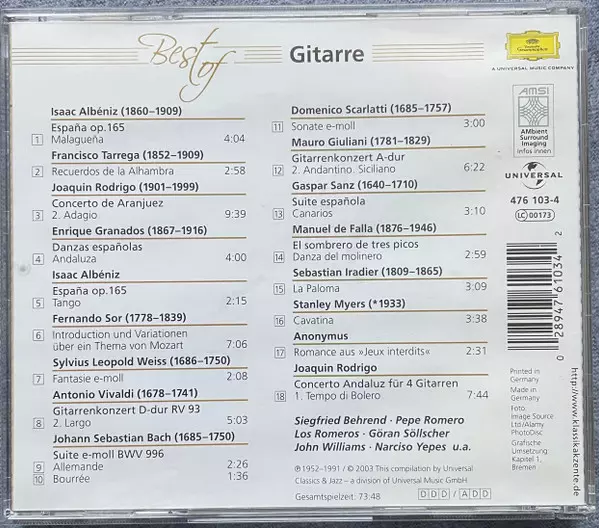 Best of
Gitarre
Deutsche Grammophon
A UNIVERSAL MUSIC COMPANY
Isaac Albéniz (1860–1909)
España op.165
1 Malagueña 4:04
Francisco Tarrega (1852–1909)
2 Recuerdos de la Alhambra 2:58
Joaquin Rodrigo (1901–1999)
Concerto de Aranjuez
3 2. Adagio 9:39
Enrique Granados (1867–1916)
Danzas españolas
4 Andaluza 4:00
Isaac Albéniz
España op.165
5 Tango 2:15
Fernando Sor (1778–1839)
6 Introduction und Variationen
über ein Thema von Mozart 7:06
Sylvius Leopold Weiss (1686–1750)
7 Fantasie e-moll 2:08
Antonio Vivaldi (1678–1741)
Gitarrenkonzert D-dur RV 93
8 2. Largo 5:03
Johann Sebastian Bach (1685–1750)
Suite e-moll BWV 996
9 Allemande 2:26
10 Bourrée 1:36
Domenico Scarlatti (1685–1757)
11 Sonate e-moll 3:00
Mauro Giuliani (1781–1829)
Gitarrenkonzert A-dur
12 2. Andantino. Siciliano 6:22
Gaspar Sanz (1640–1710)
Suite española
13 Canarios 3:10
Manuel de Falla (1876–1946)
El sombrero de tres picos
14 Danza del molinero 2:59
Sebastian Iradier (1809–1865)
15 La Paloma 3:09
Stanley Myers (*1933)
16 Cavatina 3:38
Anonymus
17 Romance aus »Jeux interdits« 2:31
Joaquin Rodrigo
Concerto Andaluz für 4 Gitarren
18 1. Tempo di Bolero 7:44
Siegfried Behrend · Pepe Romero
Los Romeros · Göran Söllscher
John Williams · Narciso Yepes u.a.
℗1952–1991 / © 2003 This compilation by Universal
Classics & Jazz – a division of Universal Music GmbH
Gesamtspielzeit: 73:48
DDD / ADD
AMSI
AMbient
Surround
Imaging
Infos innen
UNIVERSAL
476 103-4
LC 00173
0 28947 61034 2
Printed in
Germany
Made in
Germany
Foto:
Image Source
Ltd/Alamy
PhotoDisc
Grafische
Umsetzung:
Kapitel 1,
Bremen
http://www.klassikakzente.de